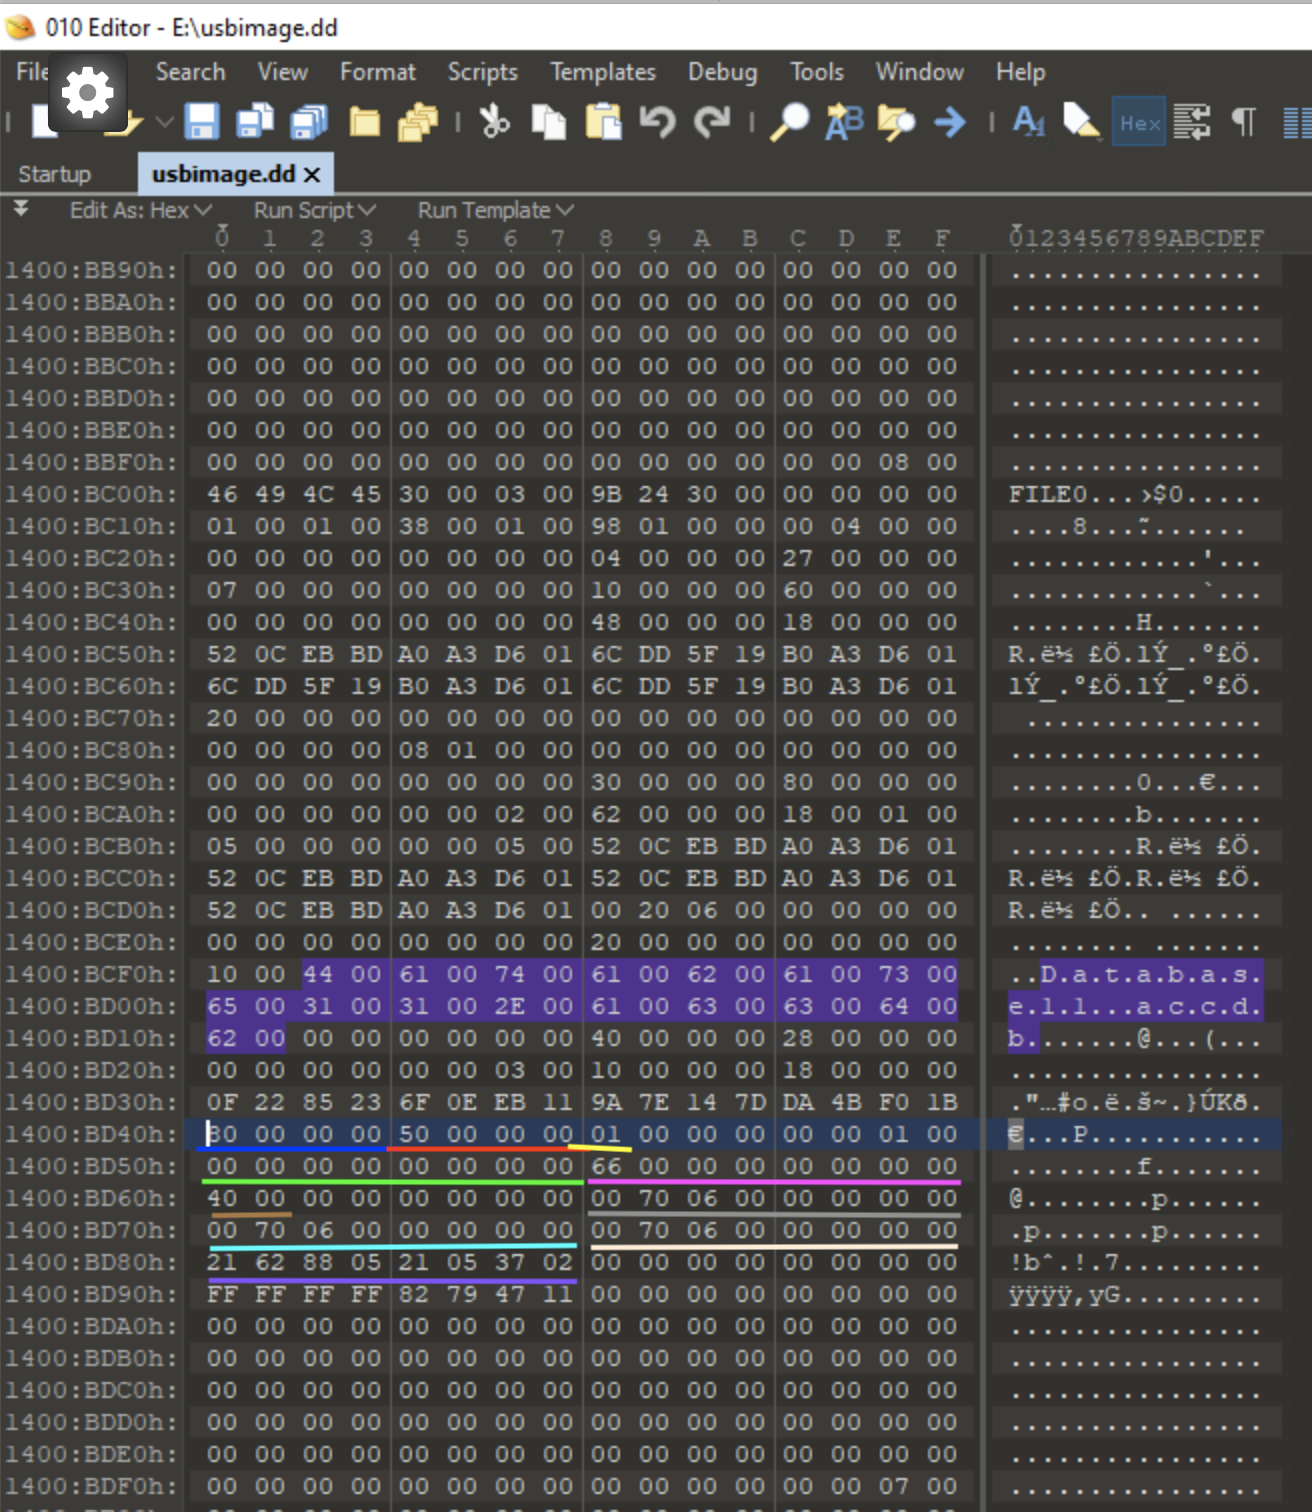 010 Editor - E:\usbimage.dd
File Search View Format Scripts Templates Debug Tools Window Help
Hex
Startup usbimage.dd ×
Edit As: Hex Run Script Run Template
0 1 2 3 4 5 6 7 8 9 A B C D E F 0123456789ABCDEF
1400:BB90h: 00 00 00 00 00 00 00 00 00 00 00 00 00 00 00 00 ................
1400:BBA0h: 00 00 00 00 00 00 00 00 00 00 00 00 00 00 00 00 ................
1400:BBB0h: 00 00 00 00 00 00 00 00 00 00 00 00 00 00 00 00 ................
1400:BBC0h: 00 00 00 00 00 00 00 00 00 00 00 00 00 00 00 00 ................
1400:BBD0h: 00 00 00 00 00 00 00 00 00 00 00 00 00 00 00 00 ................
1400:BBE0h: 00 00 00 00 00 00 00 00 00 00 00 00 00 00 00 00 ................
1400:BBF0h: 00 00 00 00 00 00 00 00 00 00 00 00 00 00 08 00 ................
1400:BC00h: 46 49 4C 45 30 00 03 00 9B 24 30 00 00 00 00 00 FILE0...›$0.....
1400:BC10h: 01 00 01 00 38 00 01 00 98 01 00 00 00 04 00 00 ....8...˜.......
1400:BC20h: 00 00 00 00 00 00 00 00 04 00 00 00 27 00 00 00 ............'...
1400:BC30h: 07 00 00 00 00 00 00 00 10 00 00 00 60 00 00 00 ............`...
1400:BC40h: 00 00 00 00 00 00 00 00 48 00 00 00 18 00 00 00 ........H.......
1400:BC50h: 52 0C EB BD A0 A3 D6 01 6C DD 5F 19 B0 A3 D6 01 R.ë½ £Ö.lÝ_.°£Ö.
1400:BC60h: 6C DD 5F 19 B0 A3 D6 01 6C DD 5F 19 B0 A3 D6 01 lÝ_.°£Ö.lÝ_.°£Ö.
1400:BC70h: 20 00 00 00 00 00 00 00 00 00 00 00 00 00 00 00  ...............
1400:BC80h: 00 00 00 00 08 01 00 00 00 00 00 00 00 00 00 00 ................
1400:BC90h: 00 00 00 00 00 00 00 00 30 00 00 00 80 00 00 00 ........0...€...
1400:BCA0h: 00 00 00 00 00 00 02 00 62 00 00 00 18 00 01 00 ........b.......
1400:BCB0h: 05 00 00 00 00 00 05 00 52 0C EB BD A0 A3 D6 01 ........R.ë½ £Ö.
1400:BCC0h: 52 0C EB BD A0 A3 D6 01 52 0C EB BD A0 A3 D6 01 R.ë½ £Ö.R.ë½ £Ö.
1400:BCD0h: 52 0C EB BD A0 A3 D6 01 00 20 06 00 00 00 00 00 R.ë½ £Ö.. ......
1400:BCE0h: 00 00 00 00 00 00 00 00 20 00 00 00 00 00 00 00 ........ .......
1400:BCF0h: 10 00 44 00 61 00 74 00 61 00 62 00 61 00 73 00 ..D.a.t.a.b.a.s.
1400:BD00h: 65 00 31 00 31 00 2E 00 61 00 63 00 63 00 64 00 e.1.1...a.c.c.d.
1400:BD10h: 62 00 00 00 00 00 00 00 40 00 00 00 28 00 00 00 b.......@...(...
1400:BD20h: 00 00 00 00 00 00 03 00 10 00 00 00 18 00 00 00 ................
1400:BD30h: 0F 22 85 23 6F 0E EB 11 9A 7E 14 7D DA 4B F0 1B ."…#o.ë.š~.}ÚKð.
1400:BD40h: 80 00 00 00 50 00 00 00 01 00 00 00 00 00 01 00 €...P...........
1400:BD50h: 00 00 00 00 00 00 00 00 66 00 00 00 00 00 00 00 ........f.......
1400:BD60h: 40 00 00 00 00 00 00 00 00 70 06 00 00 00 00 00 @........p......
1400:BD70h: 00 70 06 00 00 00 00 00 00 70 06 00 00 00 00 00 .p.......p......
1400:BD80h: 21 62 88 05 21 05 37 02 00 00 00 00 00 00 00 00 !bˆ.!.7.........
1400:BD90h: FF FF FF FF 82 79 47 11 00 00 00 00 00 00 00 00 ÿÿÿÿ‚yG.........
1400:BDA0h: 00 00 00 00 00 00 00 00 00 00 00 00 00 00 00 00 ................
1400:BDB0h: 00 00 00 00 00 00 00 00 00 00 00 00 00 00 00 00 ................
1400:BDC0h: 00 00 00 00 00 00 00 00 00 00 00 00 00 00 00 00 ................
1400:BDD0h: 00 00 00 00 00 00 00 00 00 00 00 00 00 00 00 00 ................
1400:BDE0h: 00 00 00 00 00 00 00 00 00 00 00 00 00 00 00 00 ................
1400:BDF0h: 00 00 00 00 00 00 00 00 00 00 00 00 00 00 07 00 ................